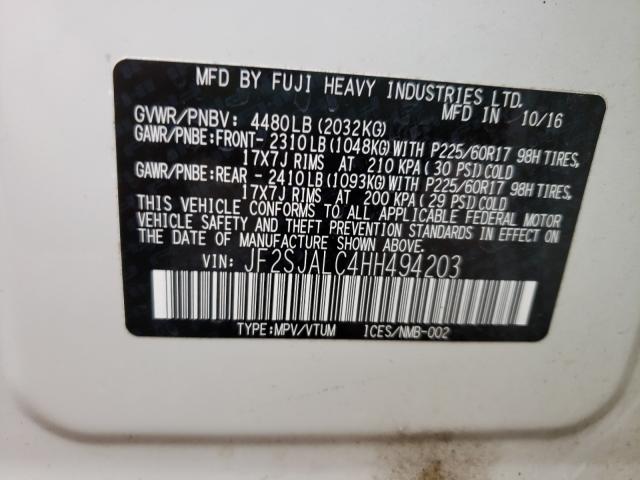 MFD BY FUJI HEAVY INDUSTRIES LTD.
MFD IN 10/16
GVWR/PNBV: 4480LB(2032KG)
GAWR/PNBE:FRONT- 2310LB(1048KG)WITH P225/60R17 98H TIRES,
17X7J RIMS AT 210 KPA(30 PSI)COLD
GAWR/PNBE:REAR - 2410LB(1093KG)WITH P225/60R17 98H TIRES,
17X7J RIMS AT 200 KPA(29 PSI)COLD
THIS VEHICLE CONFORMS TO ALL APPLICABLE FEDERAL MOTOR
VEHICLE SAFETY AND THEFT PREVENTION STANDARDS IN EFFECT ON
THE DATE OF MANUFACTURE SHOWN ABOVE.
VIN: JF2SJALC4HH494203
TYPE:MPV/VTUM ICES/NMB-002